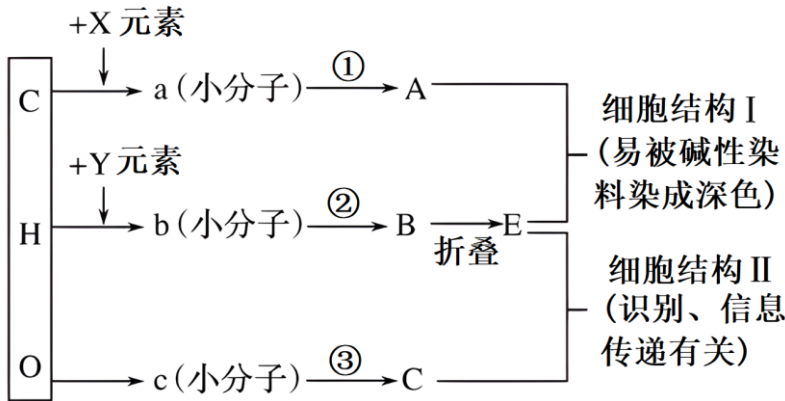 +X 元素
C
a (小分子)
①
A
细胞结构Ⅰ
(易被碱性染
料染成深色)
+Y 元素
H
b (小分子)
②
B
折叠
E
细胞结构Ⅱ
(识别、信息
传递有关)
O
c (小分子)
③
C